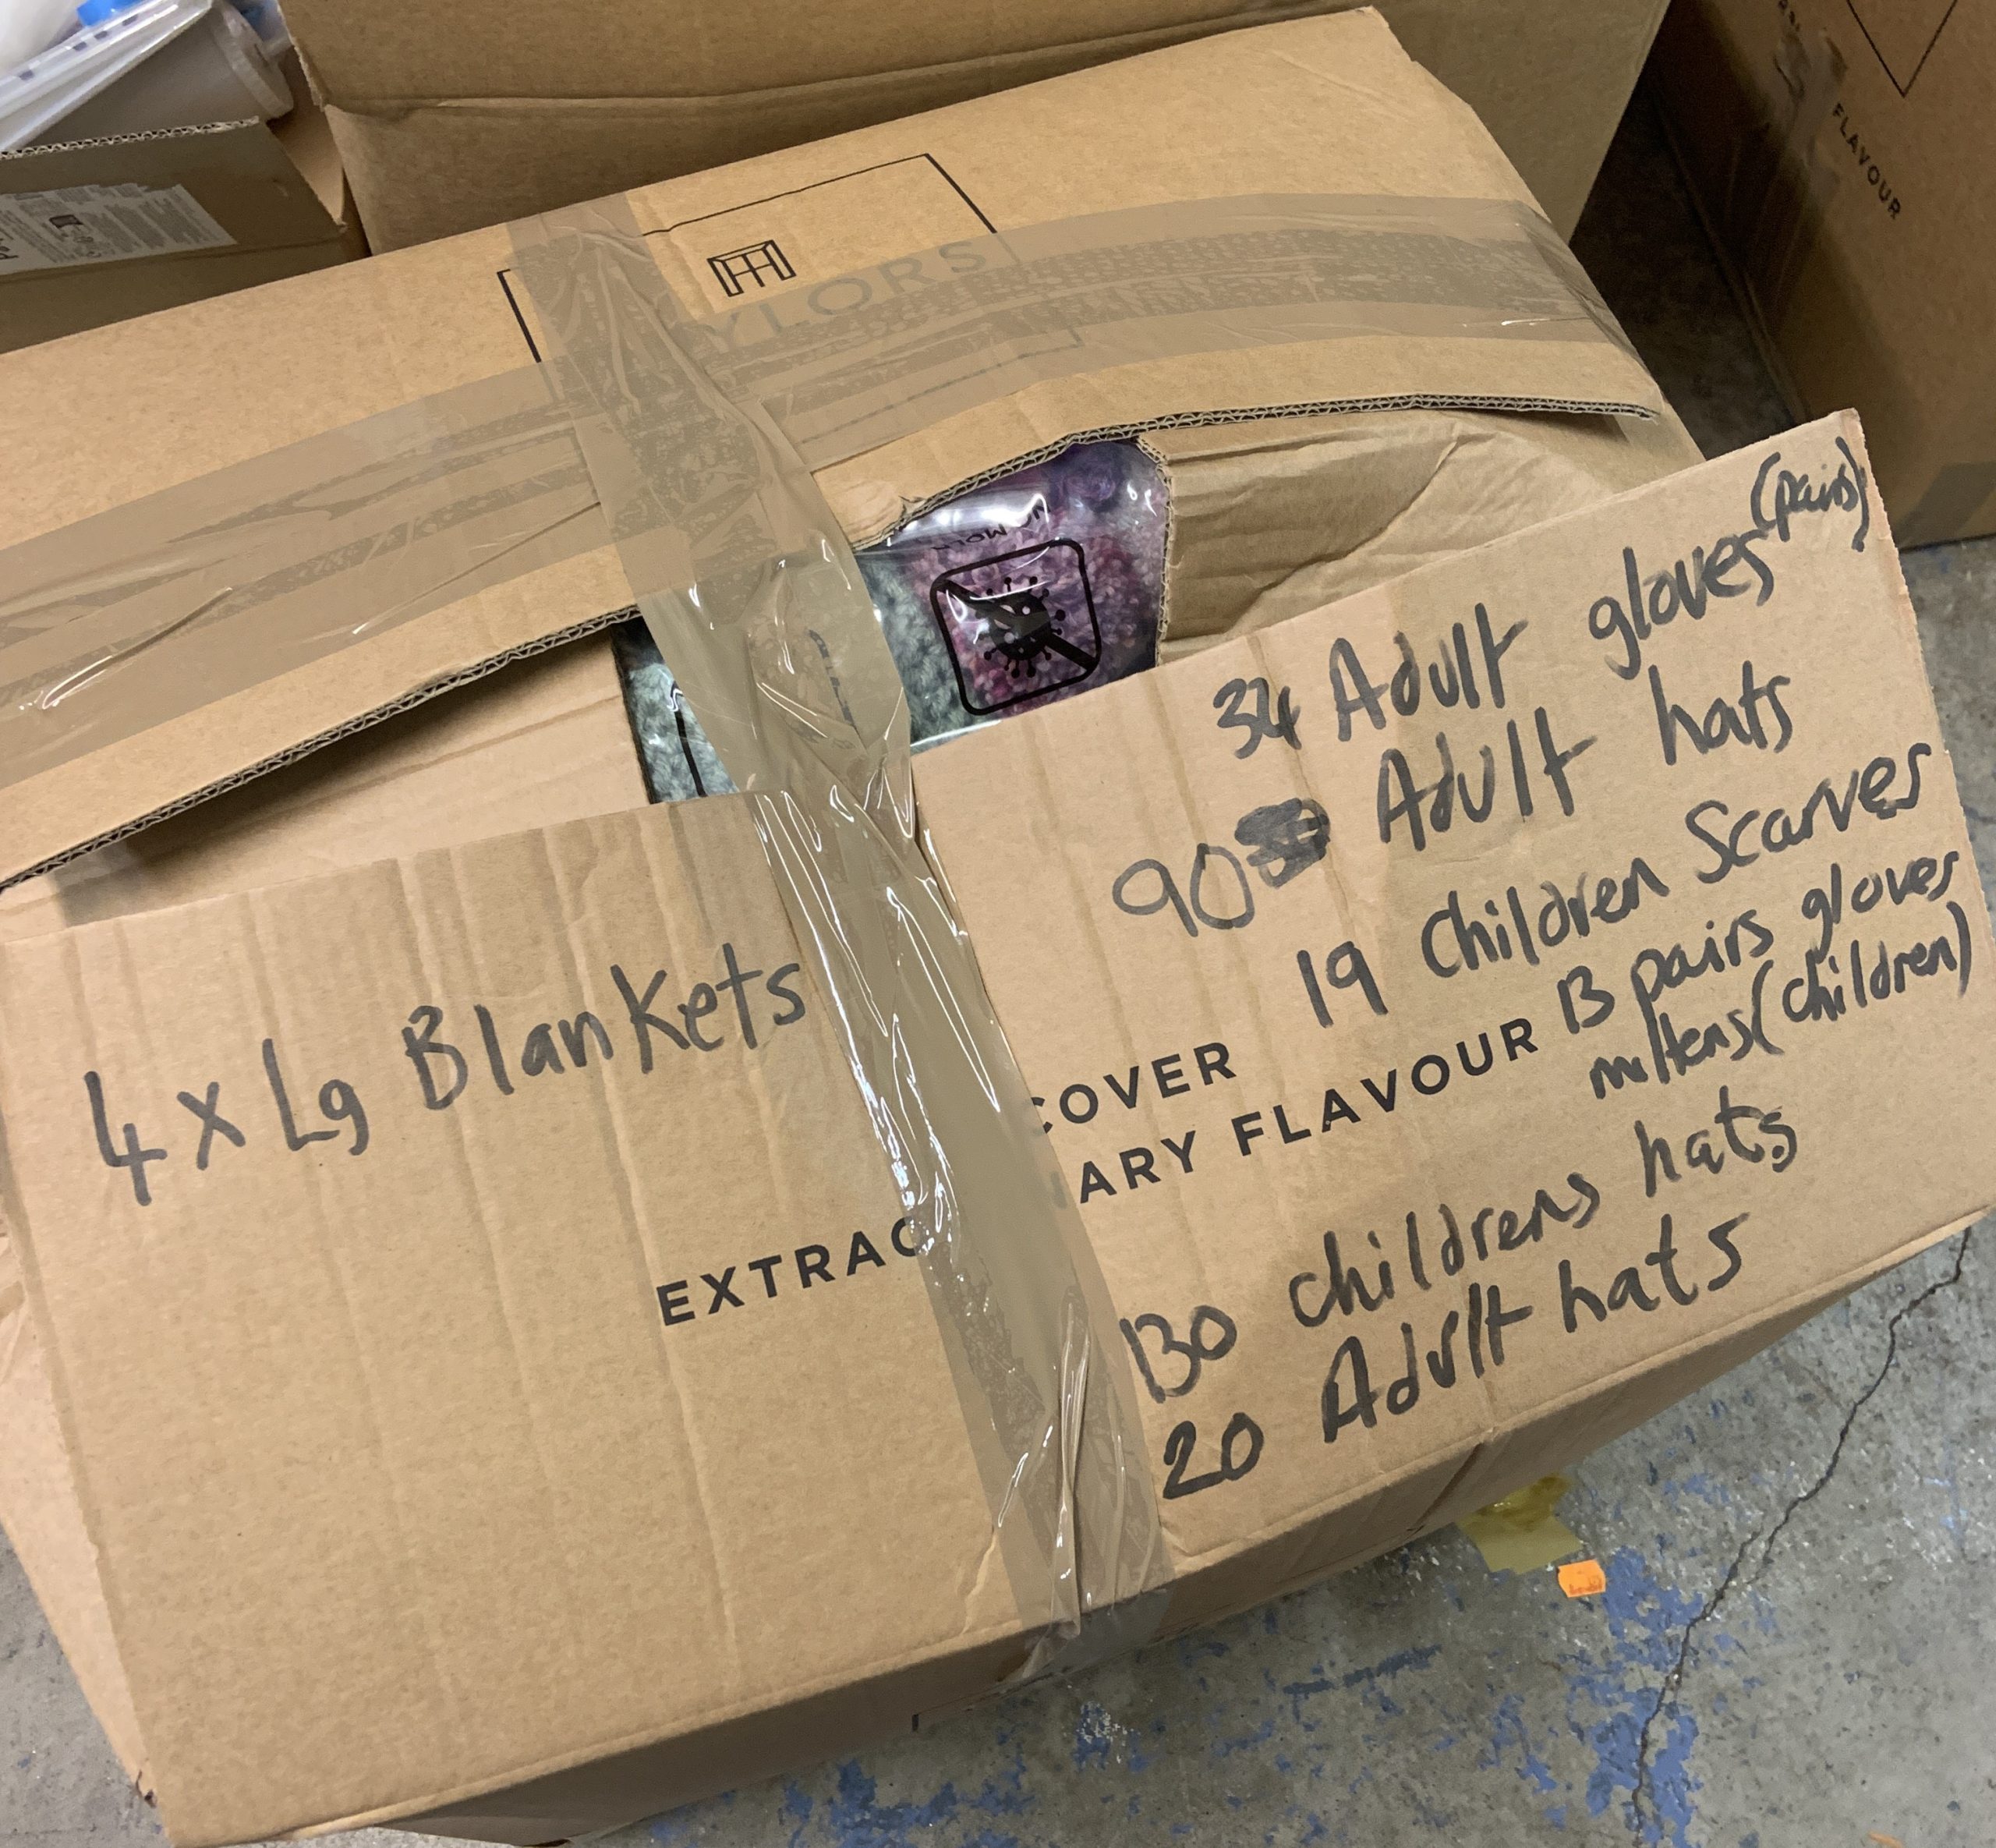 YLORS
FLAVOUR
34 Adult gloves (pairs)
90 Adult hats
19 Children Scarves
13 pairs gloves
mittens (children)
4 x Lg Blankets
COVER
EXTRAC ARY FLAVOUR
130 childrens hats
20 Adult hats